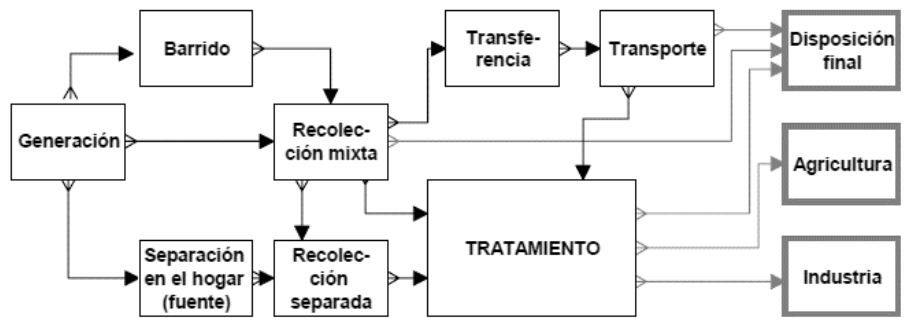 Barrido
Transfe-
rencia
Transporte
Disposición
final
Generación
Recolec-
ción mixta
Agricultura
TRATAMIENTO
Separación
en el hogar
(fuente)
Recolec-
ción
separada
Industria